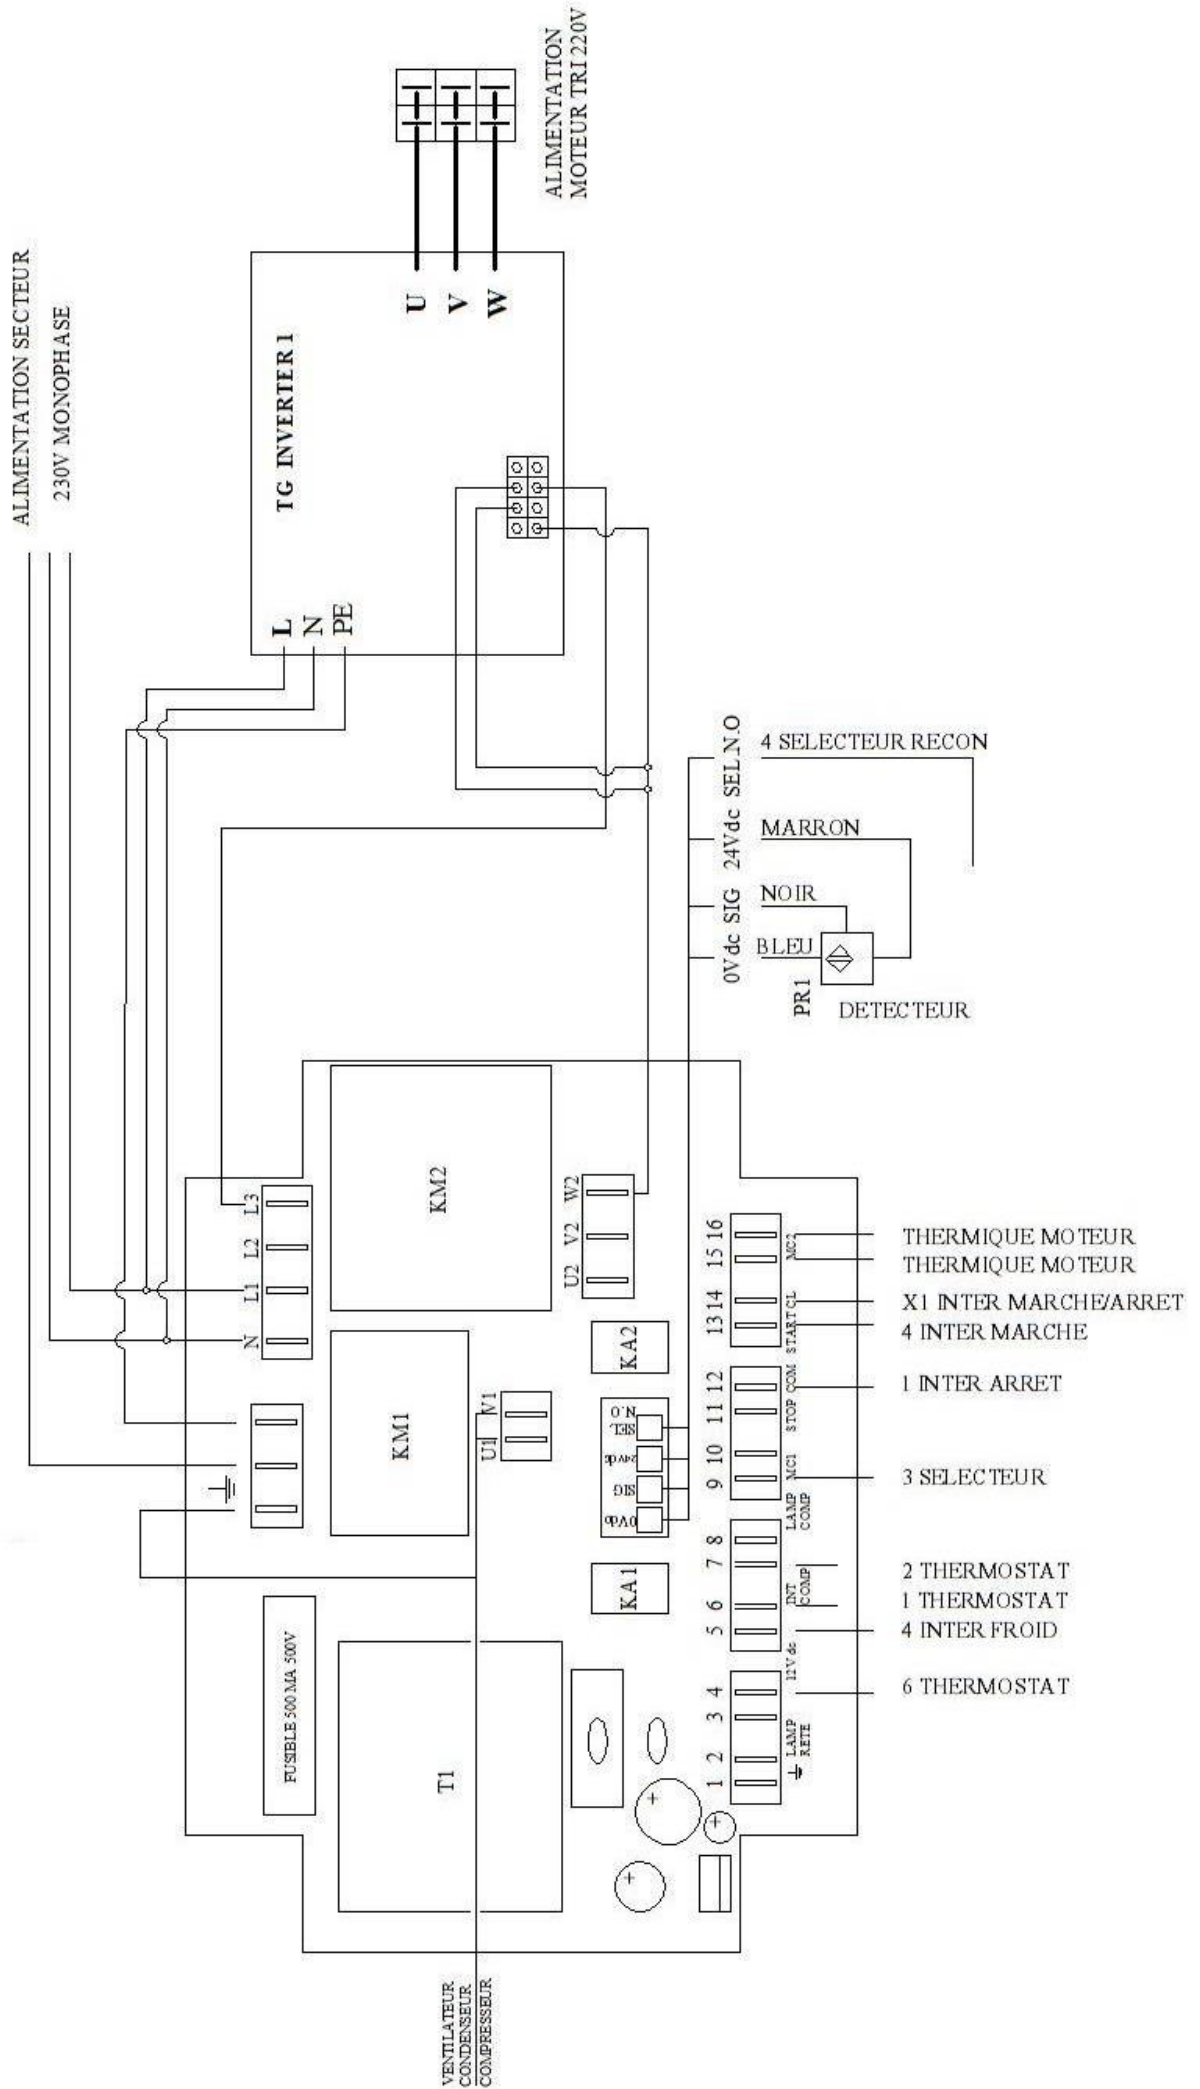 ALIMENTATION SECTEUR
230V MONOPHASE
ALIMENTATION
MOTEUR TRI 220V
TG INVERTER 1
U
V
W
L
N
PE
4 SELECTEUR RECON
SEL N.O
MARRON
24Vdc
NOIR
SIG
BLEU
0Vdc
PR1
DETECTEUR
N
L1
L2
L3
KM2
KM1
U2
V2
W2
U1
V1
KA2
KA1
SEL
N.O
24Vdc
SIG
0Vdc
FUSIBLE 500 MA 500V
T1
VENTILATEUR
CONDENSEUR
COMPRESSEUR
1 2 3 4 5 6 7 8 9 10 11 12 13 14 15 16
LAMP
RETE
12Vdc
INT
COMP
LAMP
COMP
MC1
STOP COM
START CL
MC2
THERMIQUE MOTEUR
THERMIQUE MOTEUR
X1 INTER MARCHE/ARRET
4 INTER MARCHE
1 INTER ARRET
3 SELECTEUR
2 THERMOSTAT
1 THERMOSTAT
4 INTER FROID
6 THERMOSTAT